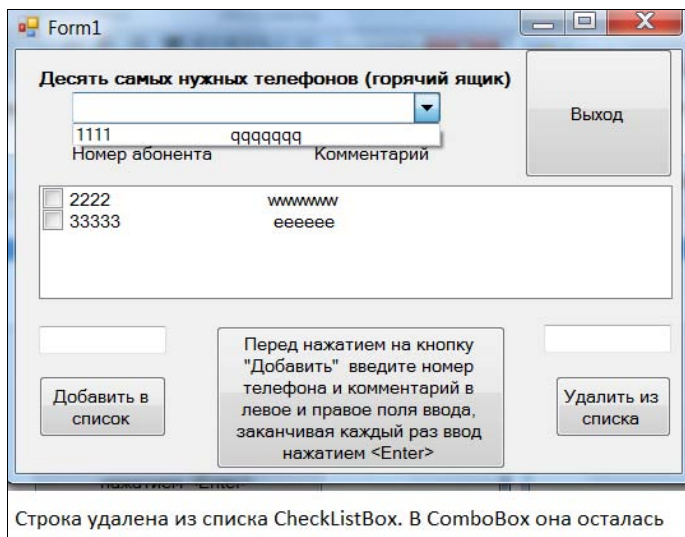 Form1
Десять самых нужных телефонов (горячий ящик)
Выход
1111 qqqqqqq
Номер абонента Комментарий
2222 wwwwww
33333 eeeeee
Перед нажатием на кнопку
"Добавить" введите номер
телефона и комментарий в
левое и правое поля ввода,
заканчивая каждый раз ввод
нажатием <Enter>
Добавить в
список
Удалить из
списка
Строка удалена из списка CheckListBox. В ComboBox она осталась